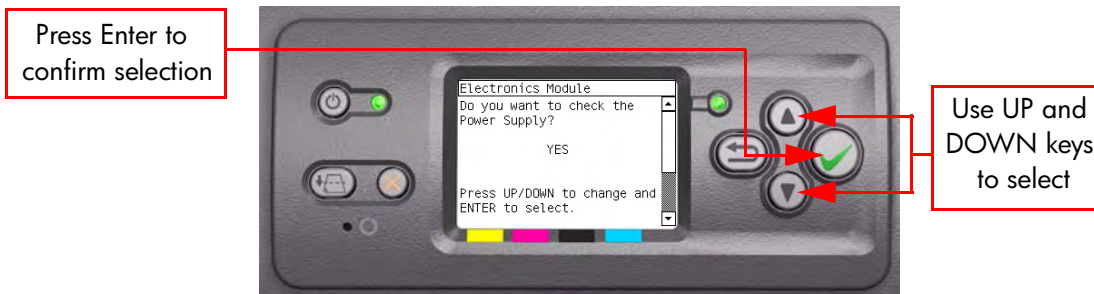 Press Enter to
confirm selection
Electronics Module
Do you want to check the
Power Supply?
YES
Press UP/DOWN to change and
ENTER to select.
Use UP and
DOWN keys
to select